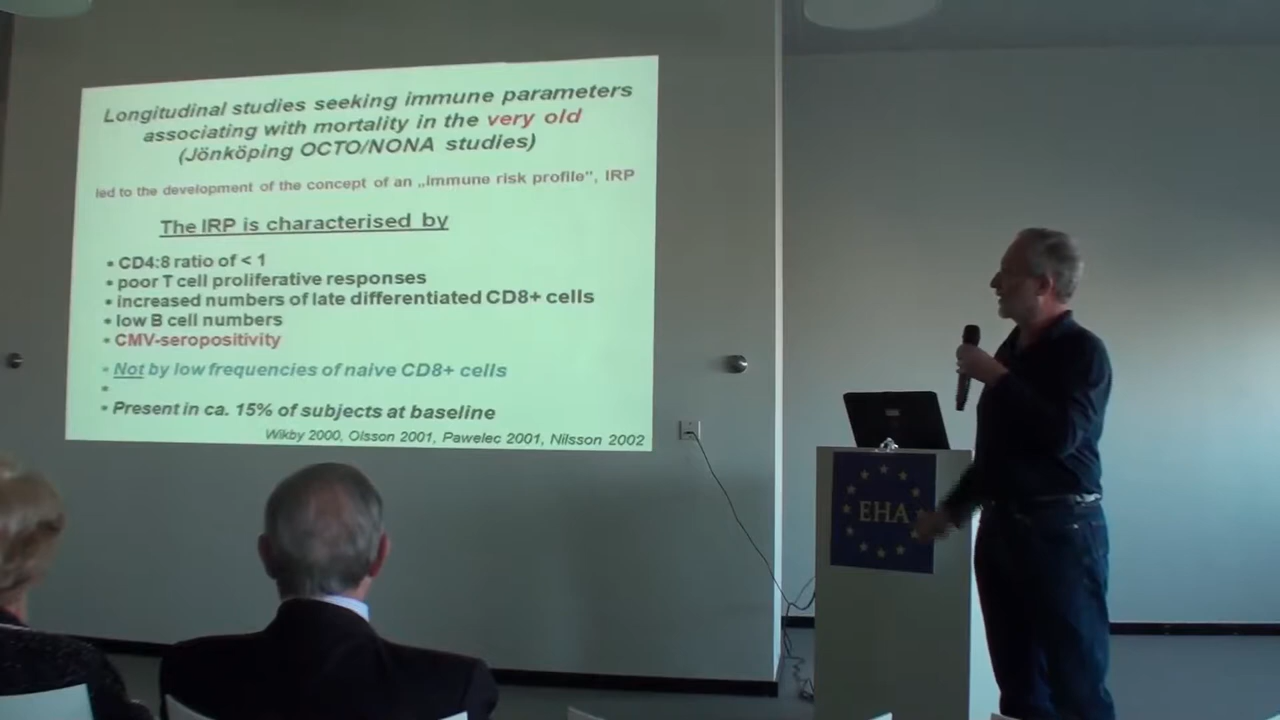 Longitudinal studies seeking immune parameters
associating with mortality in the very old
(Jönköping OCTO/NONA studies)
led to the development of the concept of an „immune risk profile", IRP
The IRP is characterised by
• CD4:8 ratio of < 1
• poor T cell proliferative responses
• increased numbers of late differentiated CD8+ cells
• low B cell numbers
• CMV-seropositivity
• Not by low frequencies of naive CD8+ cells
•
• Present in ca. 15% of subjects at baseline
Wikby 2000, Olsson 2001, Pawelec 2001, Nilsson 2002
EHA